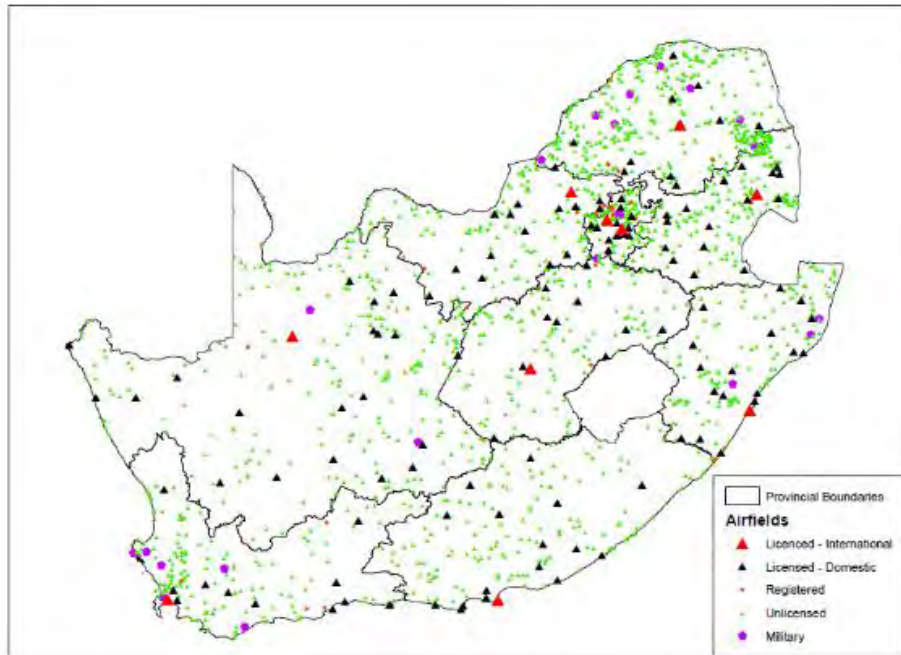 Provincial Boundaries
Airfields
Licenced - International
Licensed - Domestic
Registered
Unlicensed
Military